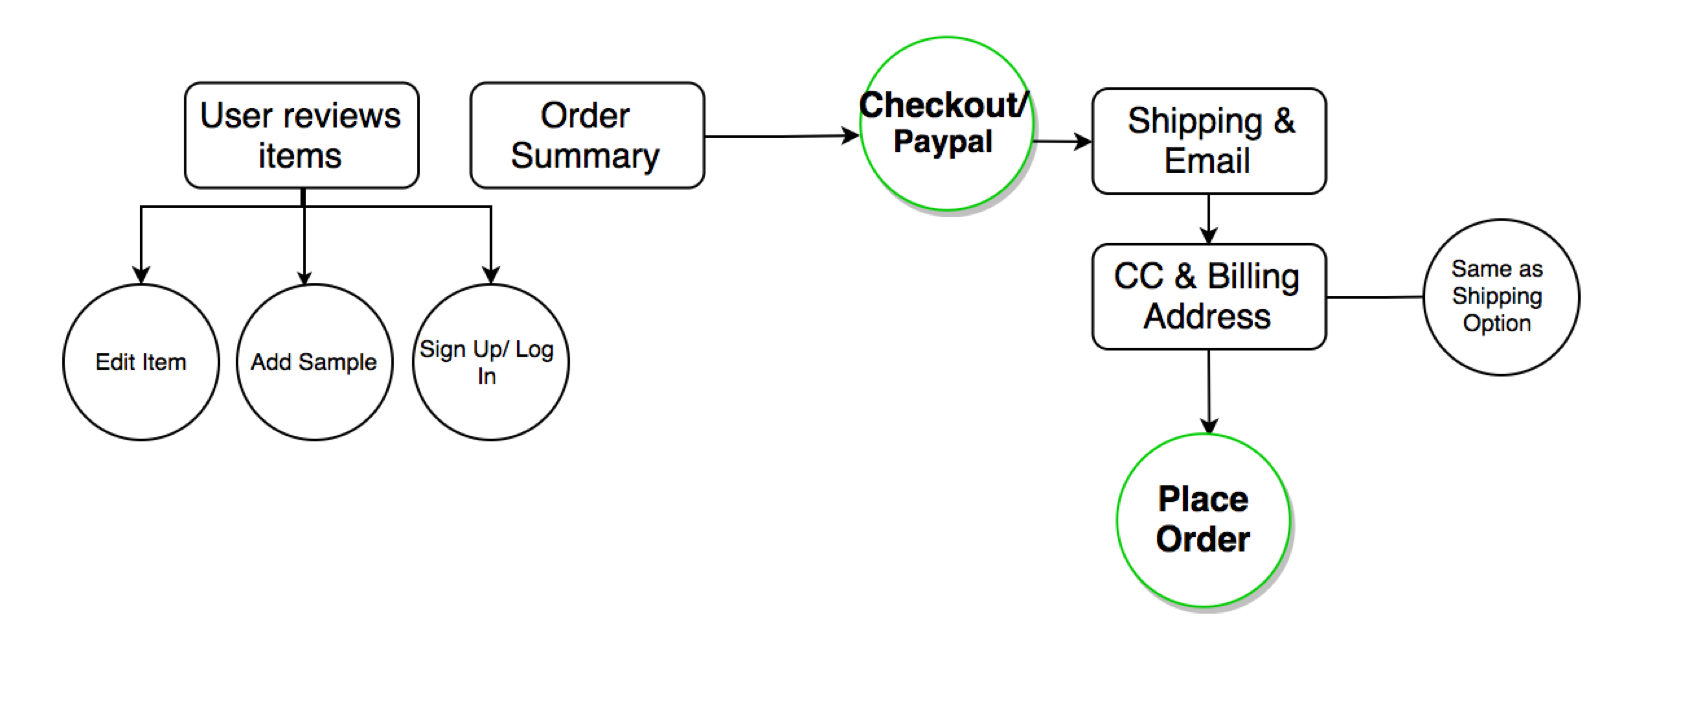 User reviews
items
Order
Summary
Checkout/
Paypal
Shipping &
Email
CC & Billing
Address
Same as
Shipping
Option
Edit Item
Add Sample
Sign Up/ Log
In
Place
Order